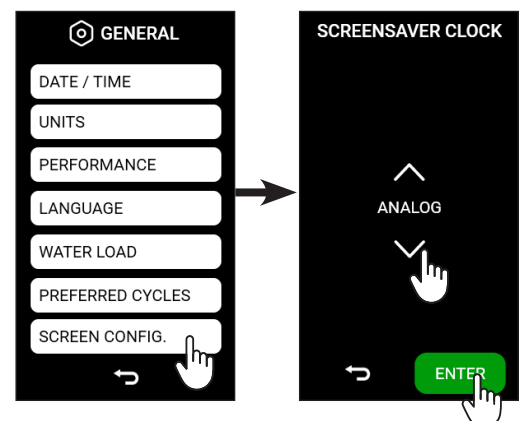 GENERAL
DATE / TIME
UNITS
PERFORMANCE
LANGUAGE
WATER LOAD
PREFERRED CYCLES
SCREEN CONFIG.
SCREENSAVER CLOCK
ANALOG
ENTER